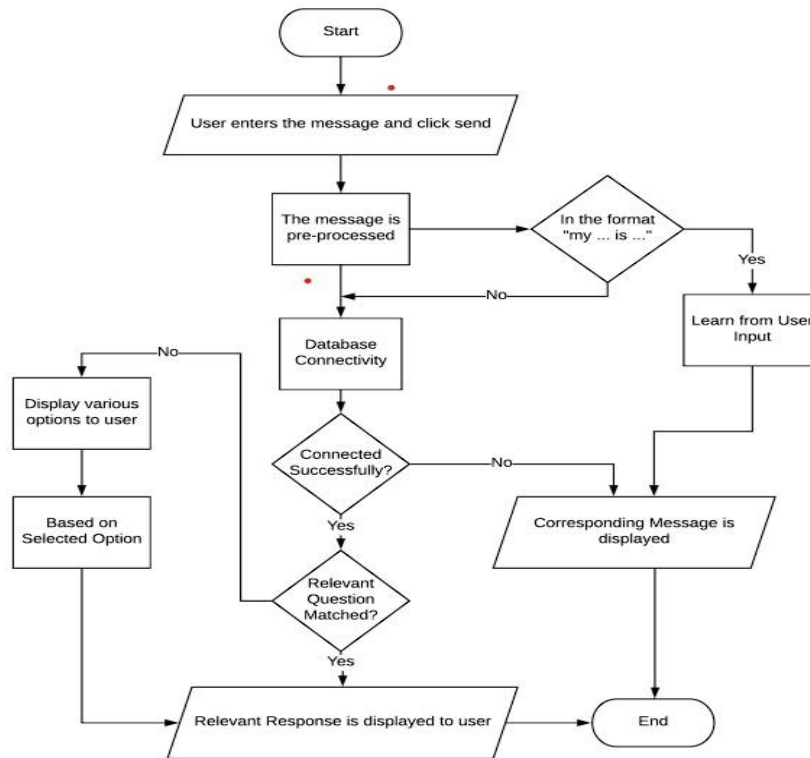 Start
User enters the message and click send
The message is
pre-processed
In the format
"my ... is ..."
Yes
No
Learn from User
Input
Database
Connectivity
No
Display various
options to user
Connected
Successfully?
No
Yes
Based on
Selected Option
Corresponding Message is
displayed
Relevant
Question
Matched?
Yes
Relevant Response is displayed to user
End